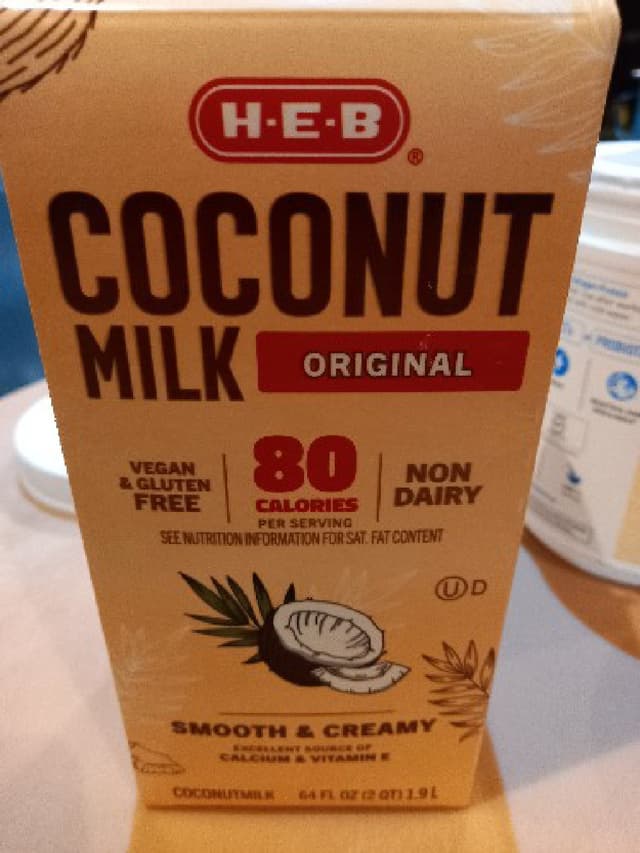 H-E-B
®
COCONUT
MILK ORIGINAL
VEGAN
& GLUTEN
FREE
80
CALORIES
PER SERVING
NON
DAIRY
SEE NUTRITION INFORMATION FOR SAT. FAT CONTENT
U D
SMOOTH & CREAMY
EXCELLENT SOURCE OF
CALCIUM & VITAMIN E
COCONUTMILK 64 FL OZ (2 QT) 1.9 L